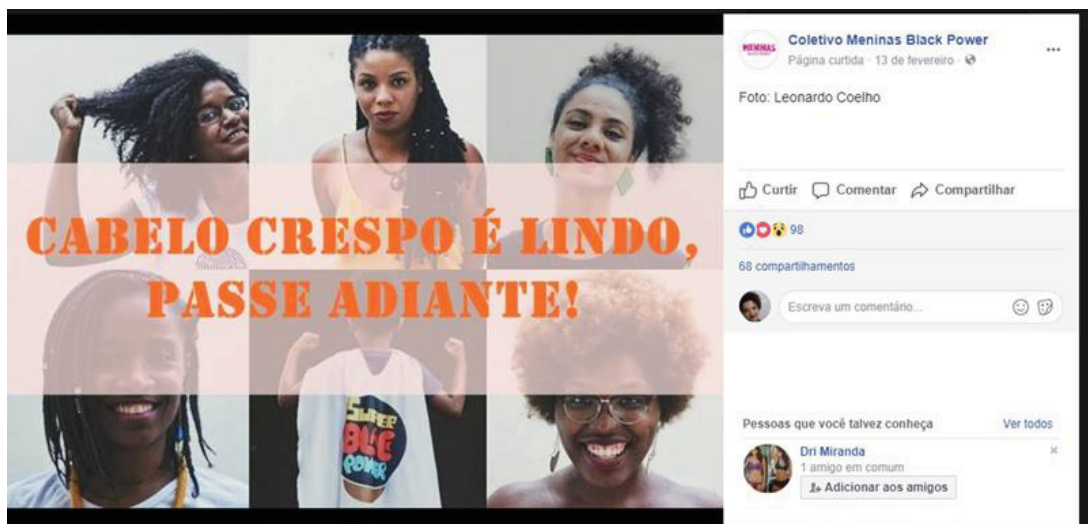 CABELO CRESPO É LINDO,
PASSE ADIANTE!
SUPER
POWER
MENINAS
Coletivo Meninas Black Power
Página curtida · 13 de fevereiro ·
Foto: Leonardo Coelho
Curtir Comentar Compartilhar
98
68 compartilhamentos
Escreva um comentário...
Pessoas que você talvez conheça Ver todos
Dri Miranda
1 amigo em comum
Adicionar aos amigos